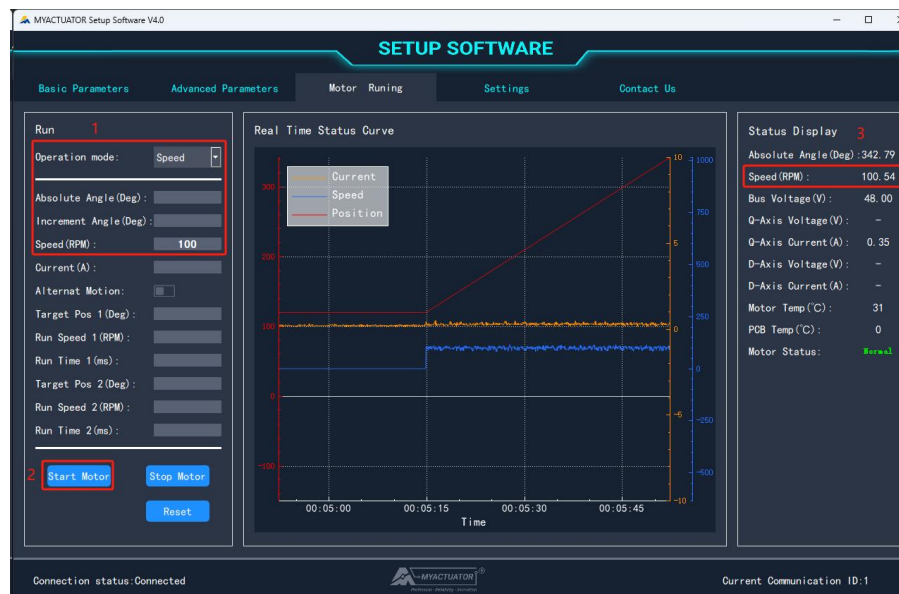 MYACTUATOR Setup Software V4.0
SETUP SOFTWARE
Basic Parameters
Advanced Parameters
Motor Runing
Settings
Contact Us
Run 1
Operation mode: Speed
Absolute Angle(Deg):
Increment Angle(Deg):
Speed(RPM): 100
Current(A):
Alternat Motion:
Target Pos 1(Deg):
Run Speed 1(RPM):
Run Time 1(ms):
Target Pos 2(Deg):
Run Speed 2(RPM):
Run Time 2(ms):
2 Start Motor
Stop Motor
Reset
Real Time Status Curve
Current
Speed
Position
300
200
100
0
-100
10
5
0
-5
-10
1000
750
500
250
0
-250
-500
00:05:00
00:05:15
00:05:30
00:05:45
Time
Status Display 3
Absolute Angle(Deg):342.79
Speed(RPM): 100.54
Bus Voltage(V): 48.00
Q-Axis Voltage(V): -
Q-Axis Current(A): 0.35
D-Axis Voltage(V): -
D-Axis Current(A): -
Motor Temp(℃): 31
PCB Temp(℃): 0
Motor Status: Normal
Connection status:Connected
MYACTUATOR®
Current Communication ID:1